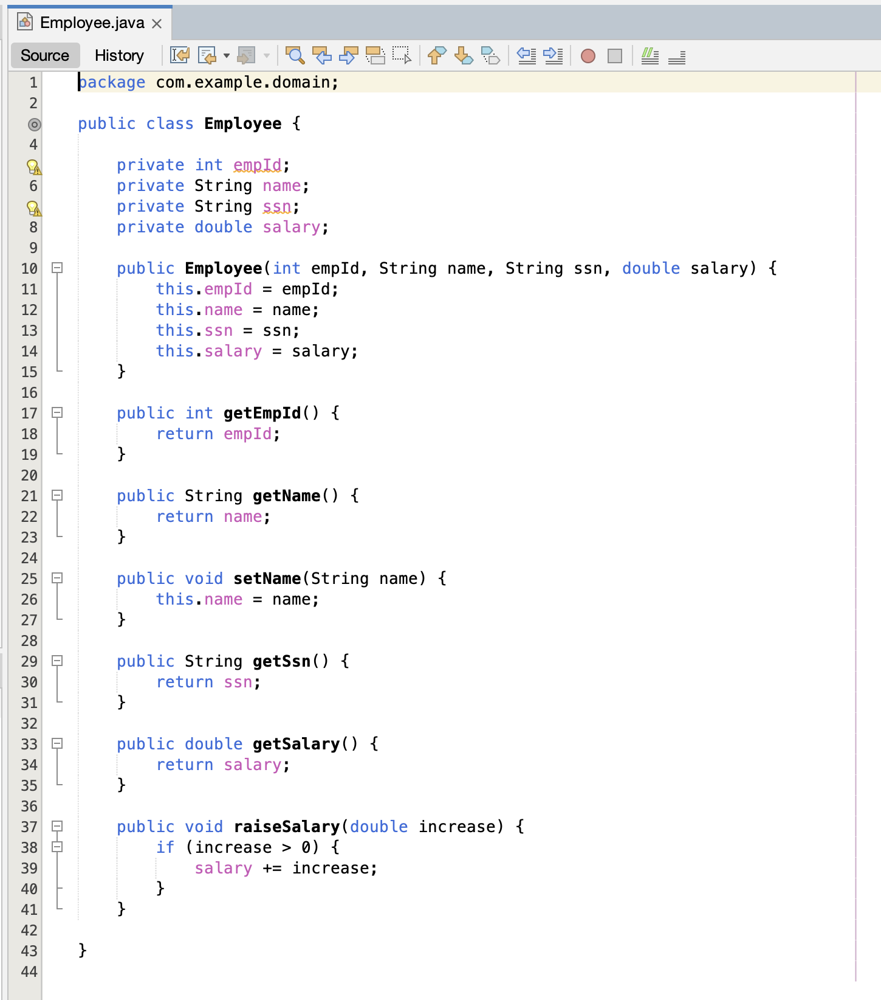 Employee.java
Source History
1 package com.example.domain;
2
public class Employee {
4
private int empId;
6 private String name;
private String ssn;
8 private double salary;
9
10 public Employee(int empId, String name, String ssn, double salary) {
11 this.empId = empId;
12 this.name = name;
13 this.ssn = ssn;
14 this.salary = salary;
15 }
16
17 public int getEmpId() {
18 return empId;
19 }
20
21 public String getName() {
22 return name;
23 }
24
25 public void setName(String name) {
26 this.name = name;
27 }
28
29 public String getSsn() {
30 return ssn;
31 }
32
33 public double getSalary() {
34 return salary;
35 }
36
37 public void raiseSalary(double increase) {
38 if (increase > 0) {
39 salary += increase;
40 }
41 }
42
43 }
44